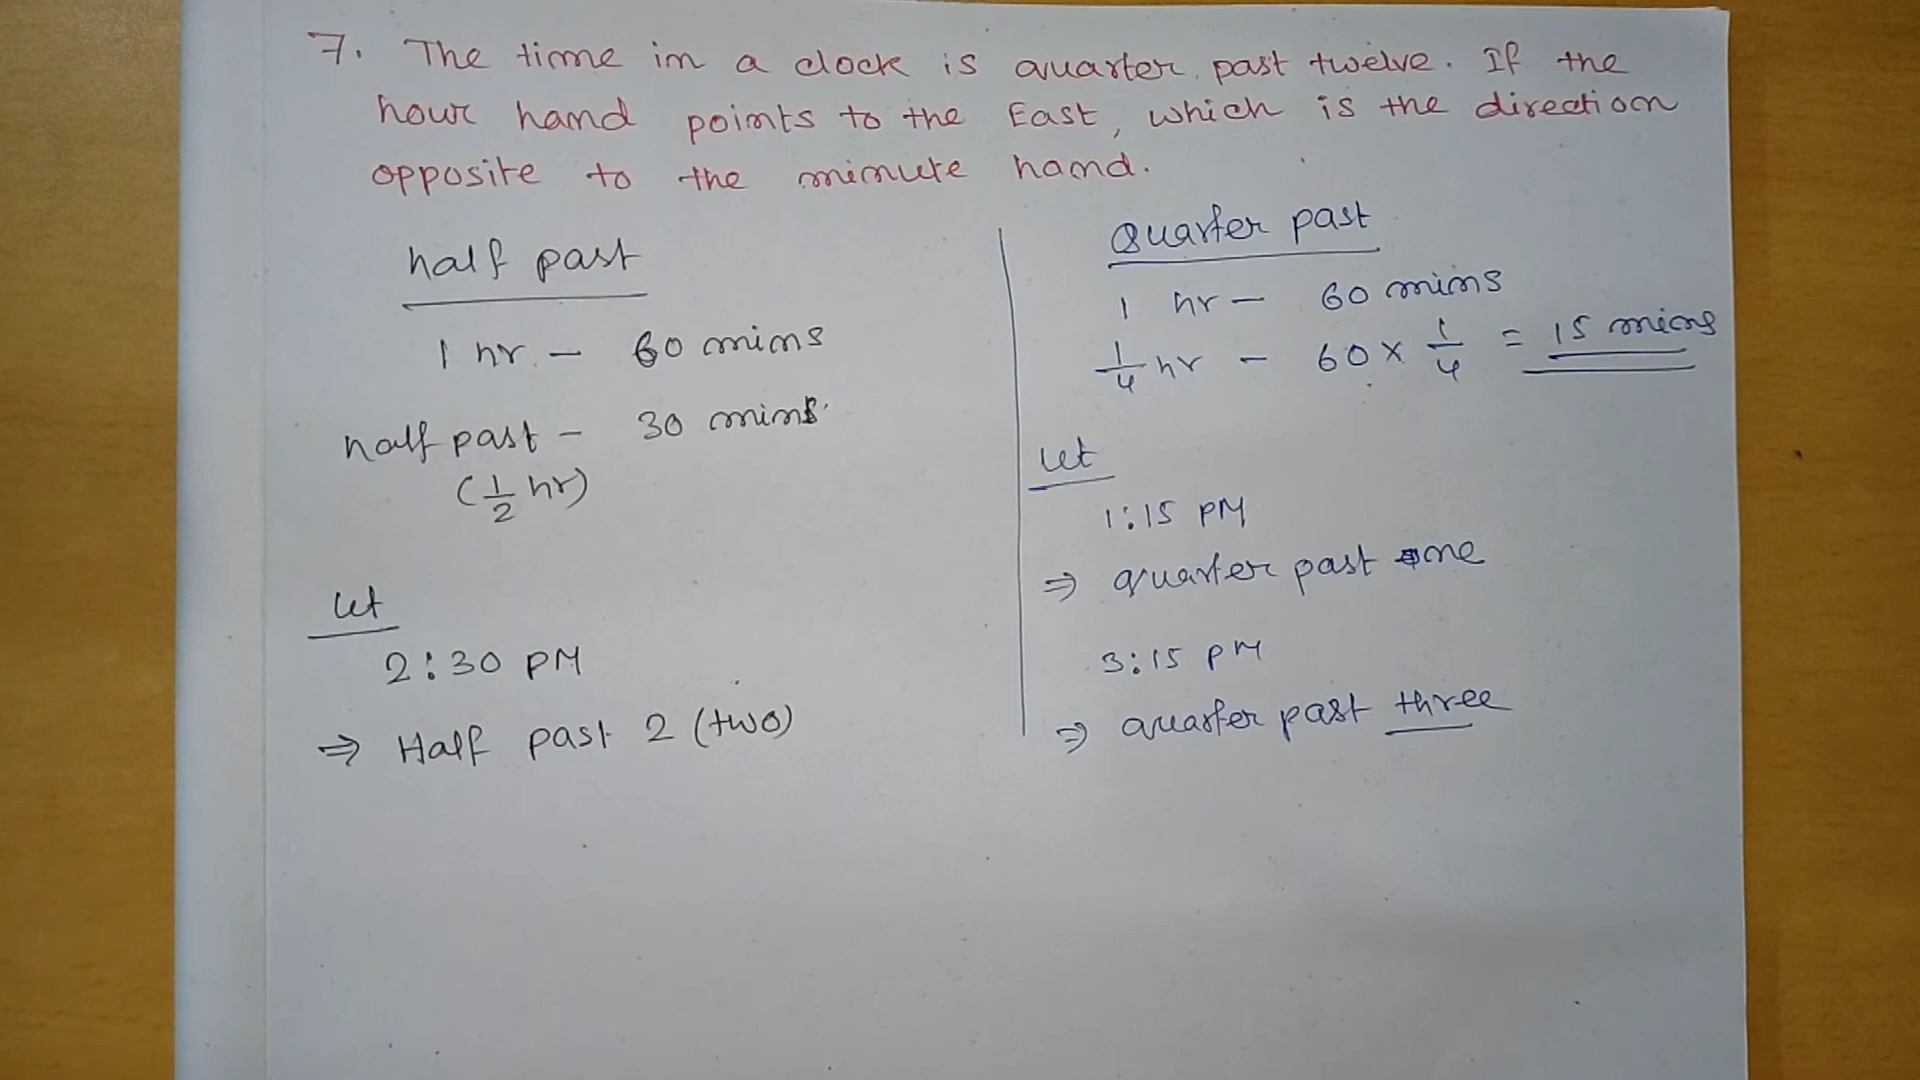 7. The time in a clock is quarter past twelve. If the
hour hand points to the East, which is the direction
opposite to the minute hand.
half past
1 hr. - 60 mins
half past - 30 mins
(1/2 hr)
let
2:30 PM
⇒ Half past 2 (two)
Quarter past
1 hr - 60 mins
1/4 hr - 60 × 1/4 = 15 mins
let
1:15 PM
⇒ quarter past one
3:15 PM
⇒ quarter past three